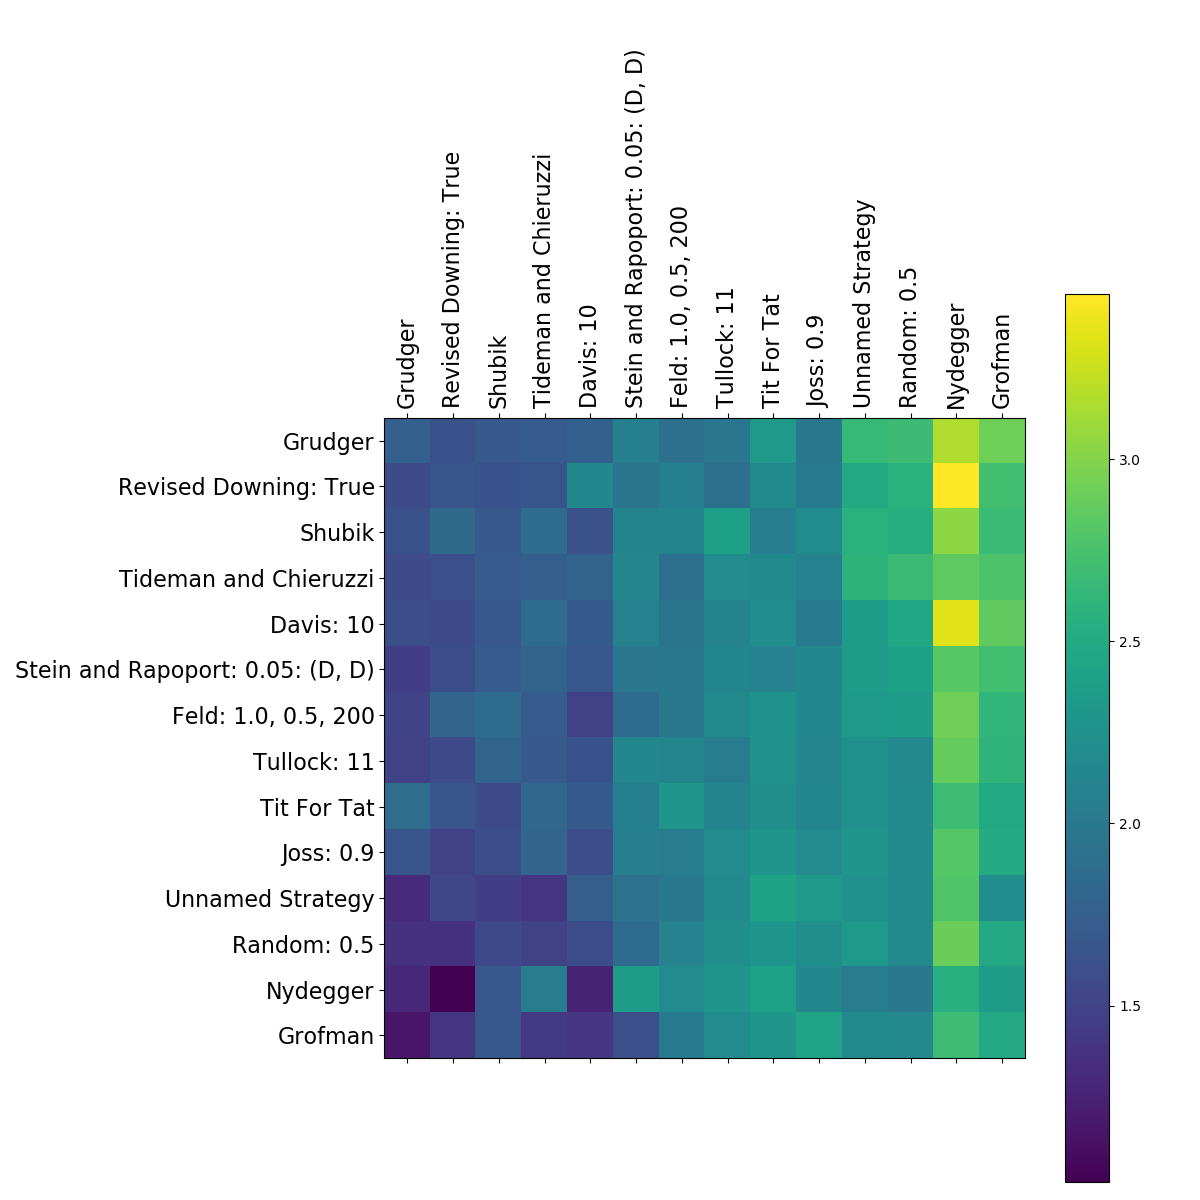 Grudger
Revised Downing: True
Shubik
Tideman and Chieruzzi
Davis: 10
Stein and Rapoport: 0.05: (D, D)
Feld: 1.0, 0.5, 200
Tullock: 11
Tit For Tat
Joss: 0.9
Unnamed Strategy
Random: 0.5
Nydegger
Grofman
Grudger
Revised Downing: True
Shubik
Tideman and Chieruzzi
Davis: 10
Stein and Rapoport: 0.05: (D, D)
Feld: 1.0, 0.5, 200
Tullock: 11
Tit For Tat
Joss: 0.9
Unnamed Strategy
Random: 0.5
Nydegger
Grofman
3.0
2.5
2.0
1.5